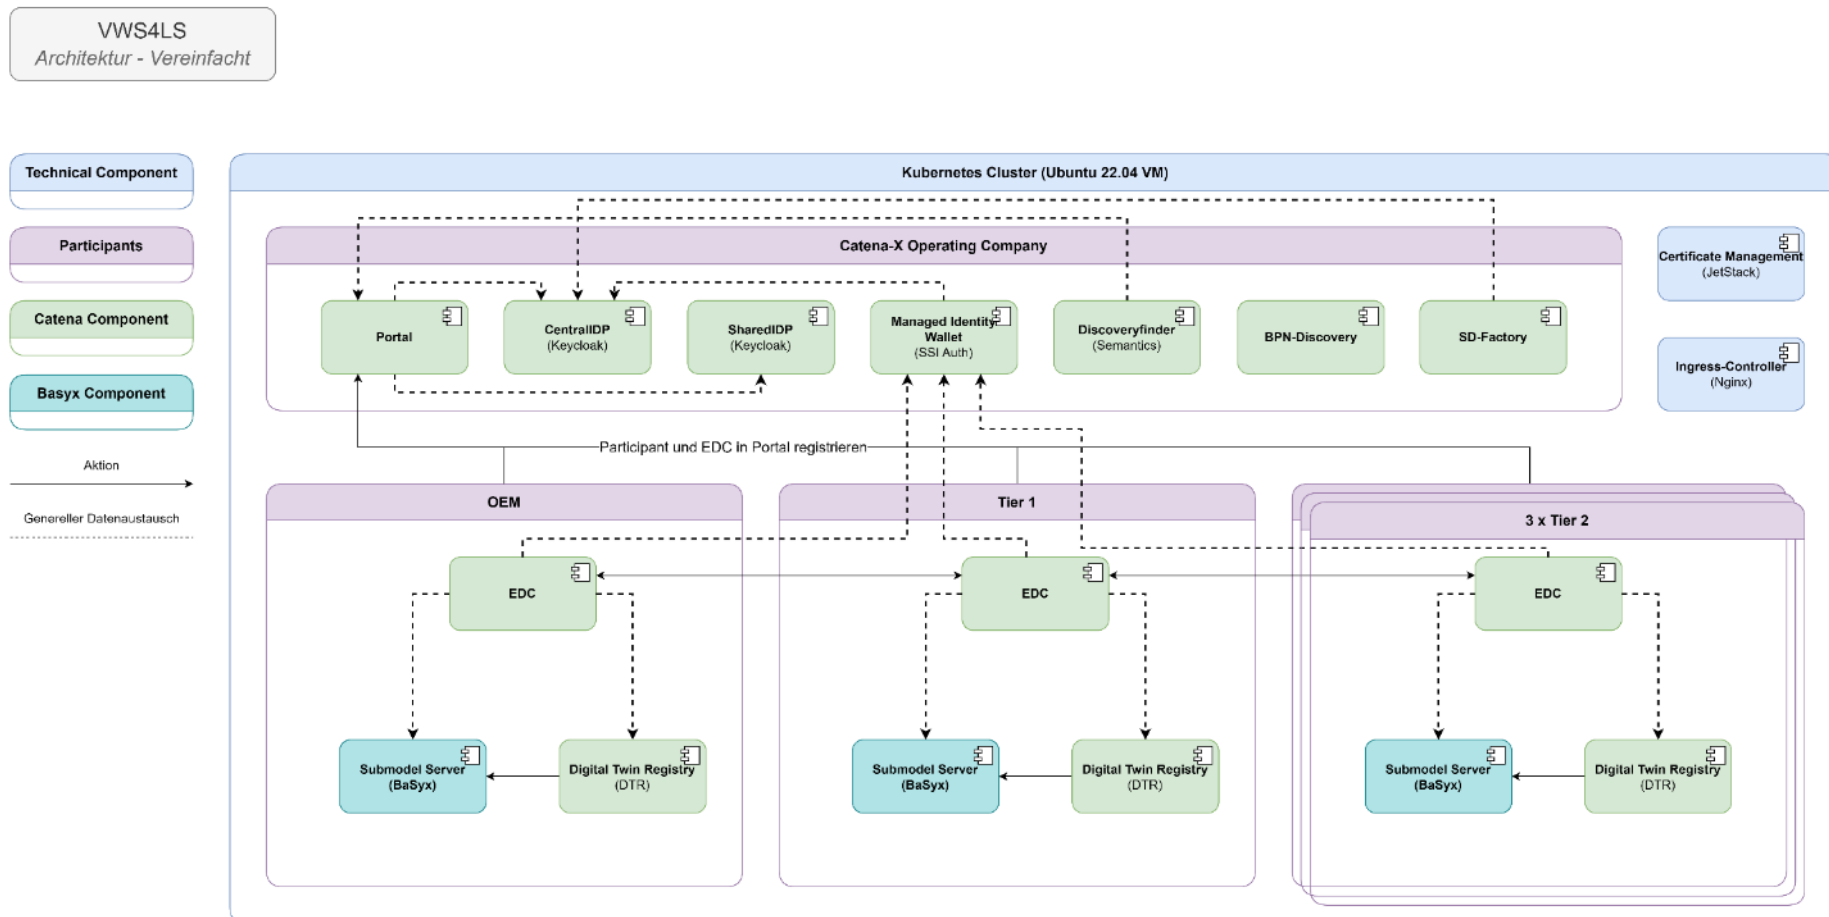 VWS4LS
Architektur - Vereinfacht
Technical Component
Participants
Catena Component
Basyx Component
Aktion
Genereller Datenaustausch
Kubernetes Cluster (Ubuntu 22.04 VM)
Catena-X Operating Company
Portal
CentralIDP
(Keycloak)
SharedIDP
(Keycloak)
Managed Identity
Wallet
(SSI Auth)
Discoveryfinder
(Semantics)
BPN-Discovery
SD-Factory
Certificate Management
(JetStack)
Ingress-Controller
(Nginx)
Participant und EDC in Portal registrieren
OEM
EDC
Submodel Server
(BaSyx)
Digital Twin Registry
(DTR)
Tier 1
EDC
Submodel Server
(BaSyx)
Digital Twin Registry
(DTR)
3 x Tier 2
EDC
Submodel Server
(BaSyx)
Digital Twin Registry
(DTR)